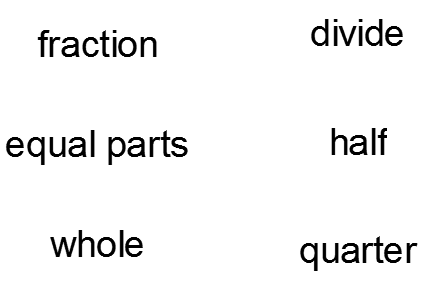 fraction
divide
equal parts
half
whole
quarter